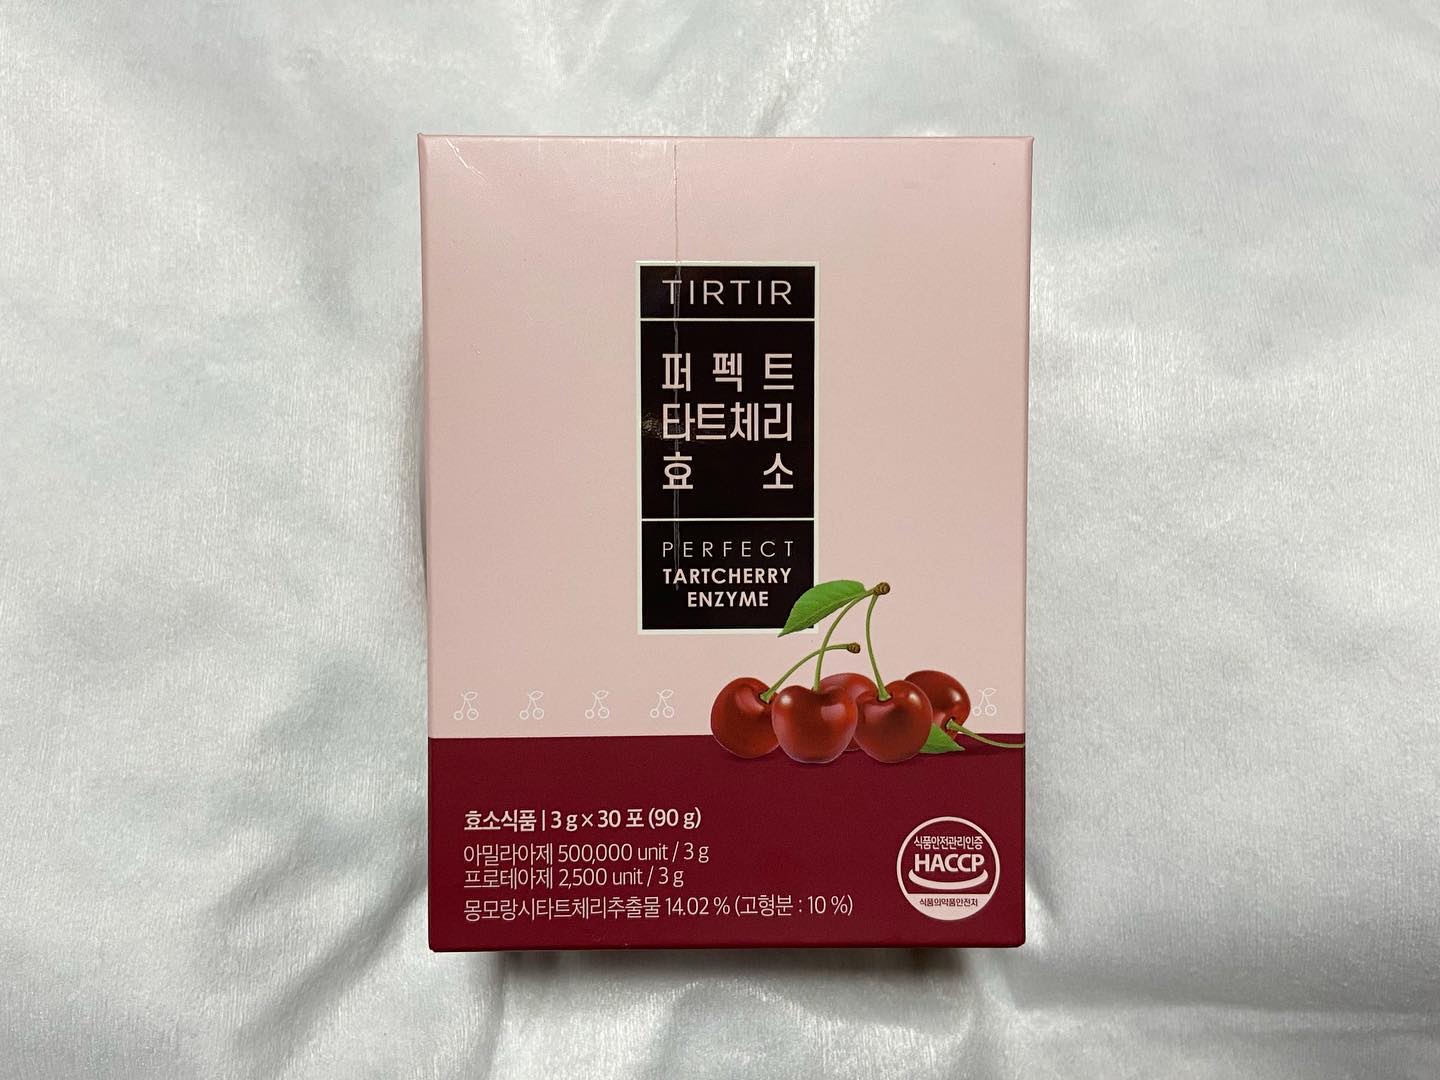 TIRTIR
퍼펙트
타트체리
효소
PERFECT
TARTCHERRY
ENZYME
효소식품 | 3 g × 30 포 (90 g)
아밀라아제 500,000 unit / 3 g
프로테아제 2,500 unit / 3 g
몽모랑시타트체리추출물 14.02 % (고형분 : 10 %)
식품안전관리인증
HACCP
식품의약품안전처